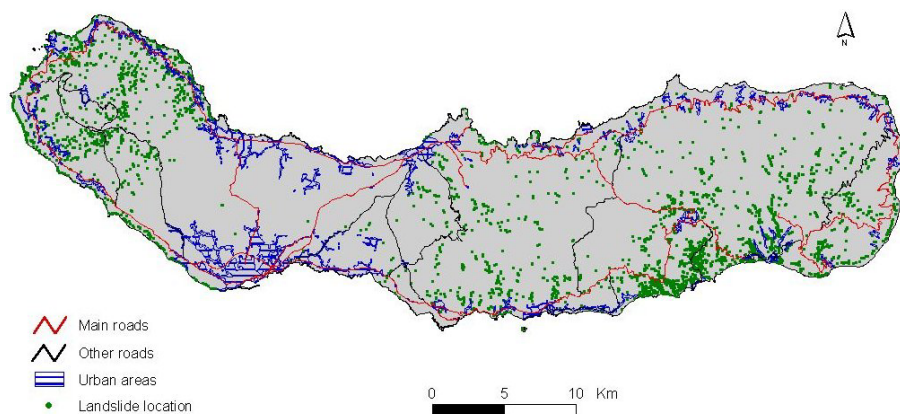 N
Main roads
Other roads
Urban areas
Landslide location
0 5 10 Km